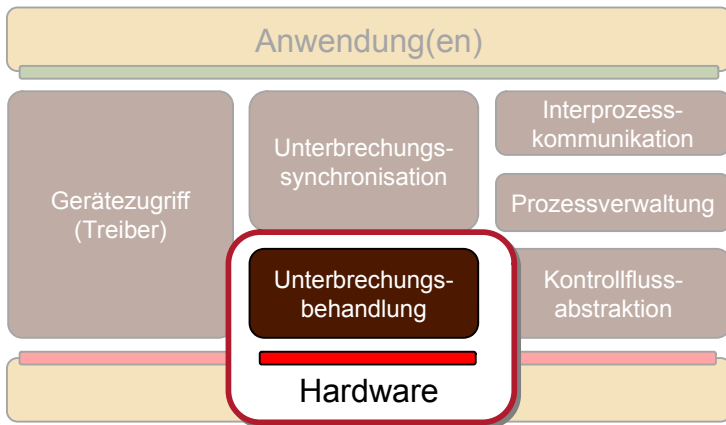 Anwendung(en)
Gerätezugriff
(Treiber)
Unterbrechungs-
synchronisation
Interprozess-
kommunikation
Prozessverwaltung
Unterbrechungs-
behandlung
Kontrollfluss-
abstraktion
Hardware